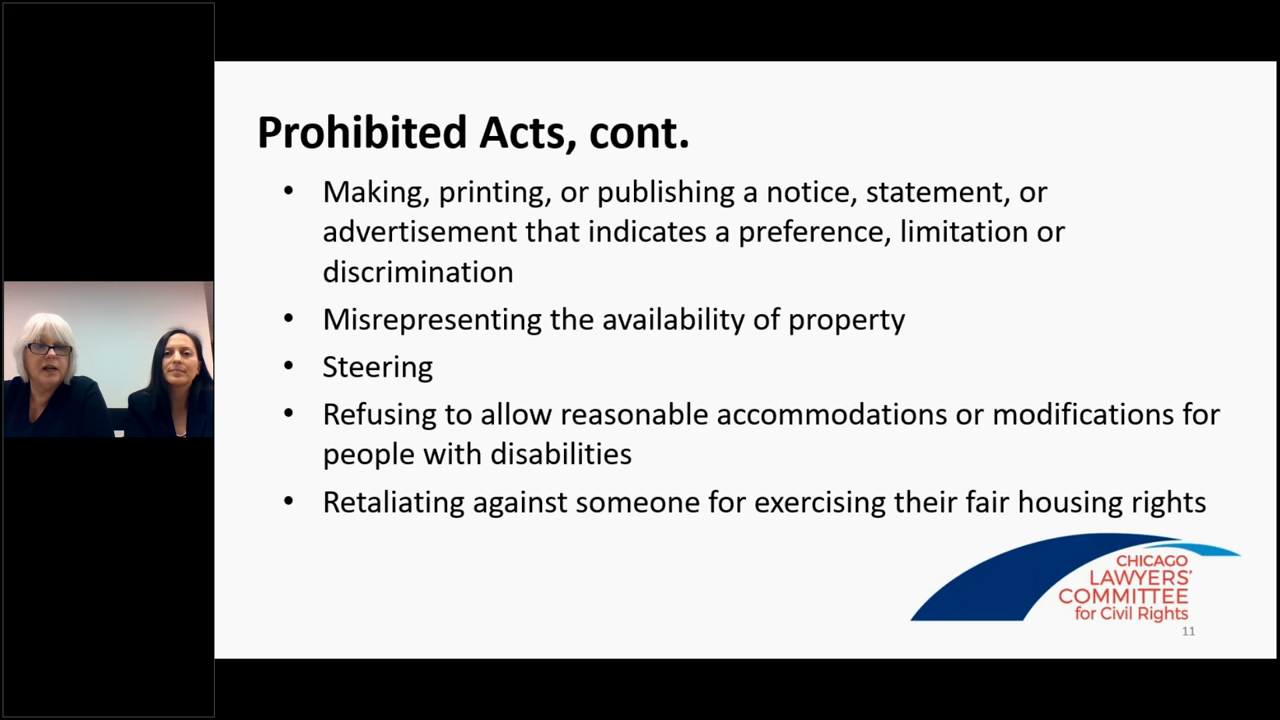 Prohibited Acts, cont.
• Making, printing, or publishing a notice, statement, or
advertisement that indicates a preference, limitation or
discrimination
• Misrepresenting the availability of property
• Steering
• Refusing to allow reasonable accommodations or modifications for
people with disabilities
• Retaliating against someone for exercising their fair housing rights
CHICAGO
LAWYERS'
COMMITTEE
for Civil Rights
11